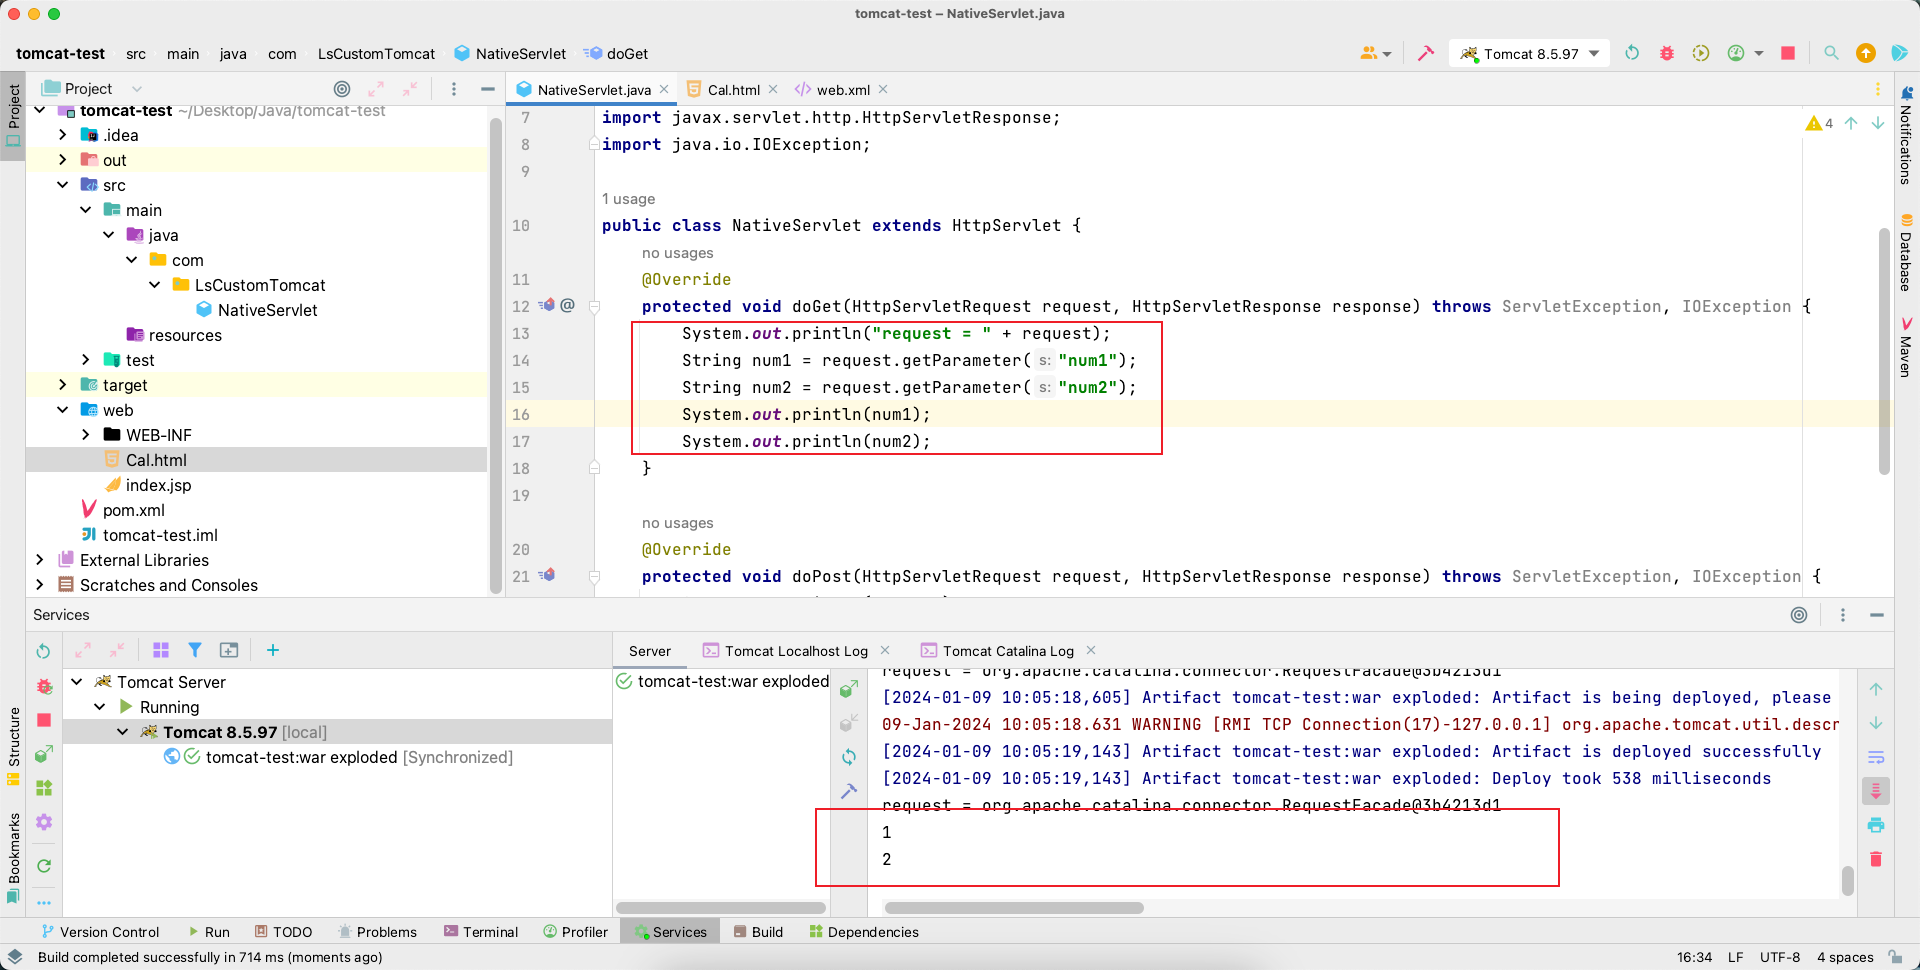 tomcat-test – NativeServlet.java
tomcat-test src main java com LsCustomTomcat NativeServlet doGet
Tomcat 8.5.97
Project
NativeServlet.java Cal.html web.xml
Project
tomcat-test ~/Desktop/Java/tomcat-test
.idea
out
src
main
java
com
LsCustomTomcat
NativeServlet
resources
test
target
web
WEB-INF
Cal.html
index.jsp
pom.xml
tomcat-test.iml
External Libraries
Scratches and Consoles
4
7 import javax.servlet.http.HttpServletResponse;
8 import java.io.IOException;
9
1 usage
10 public class NativeServlet extends HttpServlet {
no usages
11 @Override
12 @ protected void doGet(HttpServletRequest request, HttpServletResponse response) throws ServletException, IOException {
13 System.out.println("request = " + request);
14 String num1 = request.getParameter( s: "num1");
15 String num2 = request.getParameter( s: "num2");
16 System.out.println(num1);
17 System.out.println(num2);
18 }
19
no usages
20 @Override
21 protected void doPost(HttpServletRequest request, HttpServletResponse response) throws ServletException, IOException {
Notifications
Database
Maven
Services
Server Tomcat Localhost Log Tomcat Catalina Log
Tomcat Server
Running
Tomcat 8.5.97 [local]
tomcat-test:war exploded [Synchronized]
tomcat-test:war exploded
request = org.apache.catalina.connector.RequestFacade@3b4213d1
[2024-01-09 10:05:18,605] Artifact tomcat-test:war exploded: Artifact is being deployed, please
09-Jan-2024 10:05:18.631 WARNING [RMI TCP Connection(17)-127.0.0.1] org.apache.tomcat.util.descr
[2024-01-09 10:05:19,143] Artifact tomcat-test:war exploded: Artifact is deployed successfully
[2024-01-09 10:05:19,143] Artifact tomcat-test:war exploded: Deploy took 538 milliseconds
request = org.apache.catalina.connector.RequestFacade@3b4213d1
1
2
Structure
Bookmarks
Version Control Run TODO Problems Terminal Profiler Services Build Dependencies
Build completed successfully in 714 ms (moments ago)
16:34 LF UTF-8 4 spaces